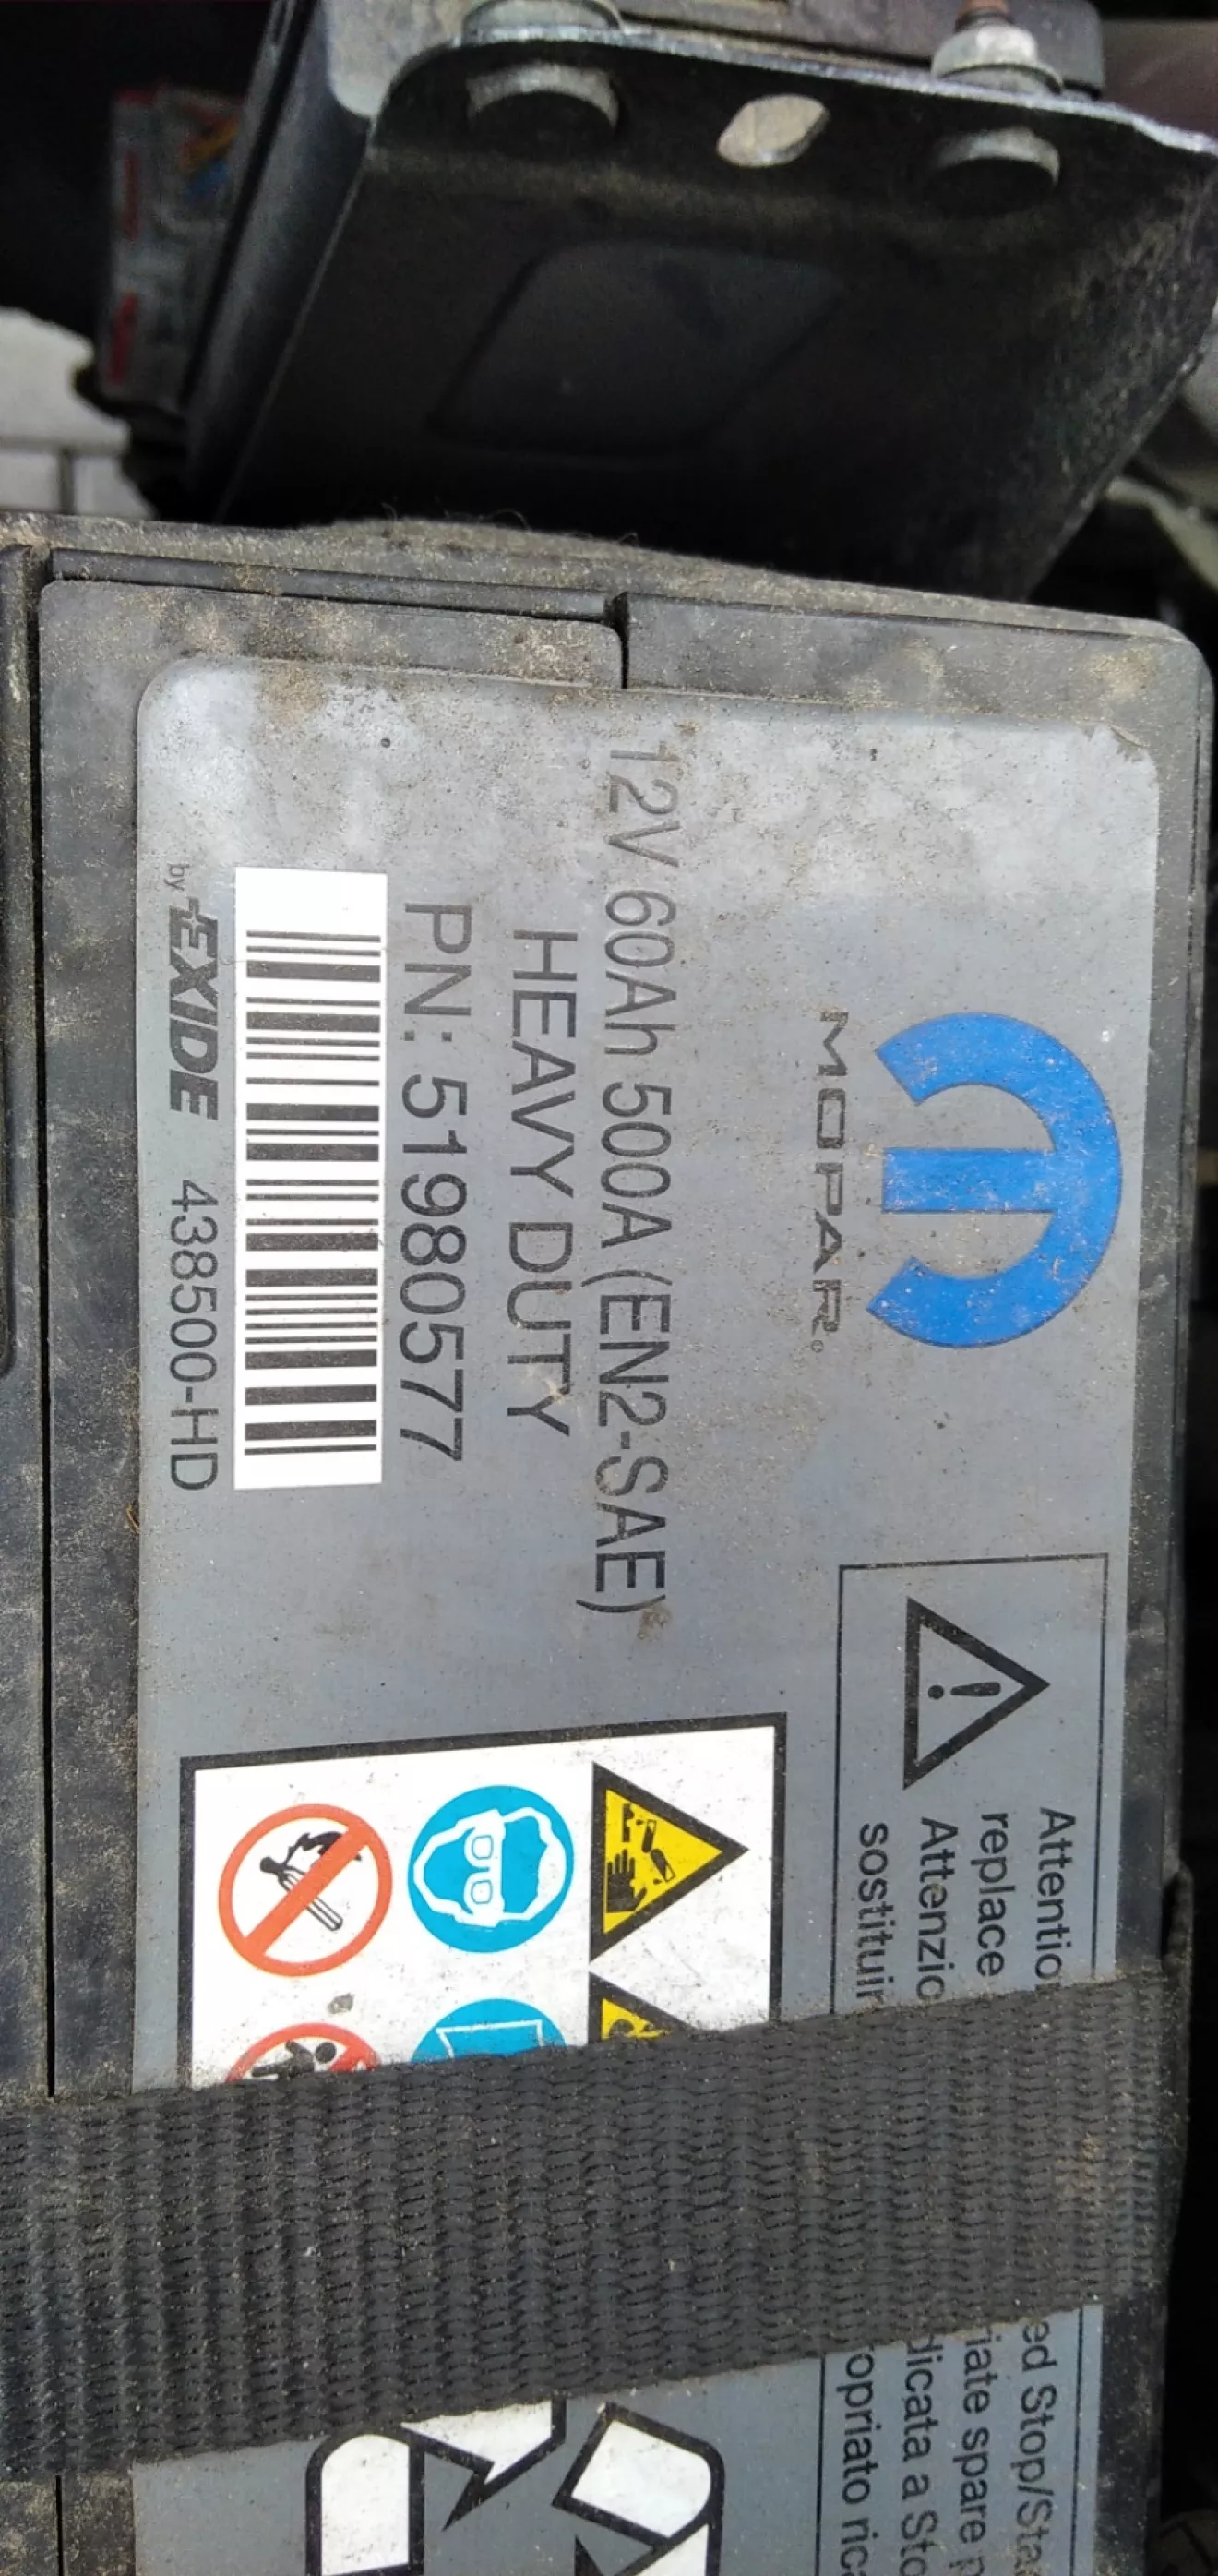 MOPAR
12V 60Ah 500A (EN2-SAE)
HEAVY DUTY
PN: 51980577
by EXIDE 438500-HD
Attentio ed Stop/Sta
replace iate spare p
Attenzio dicata a Sto
sostituir opriato rica